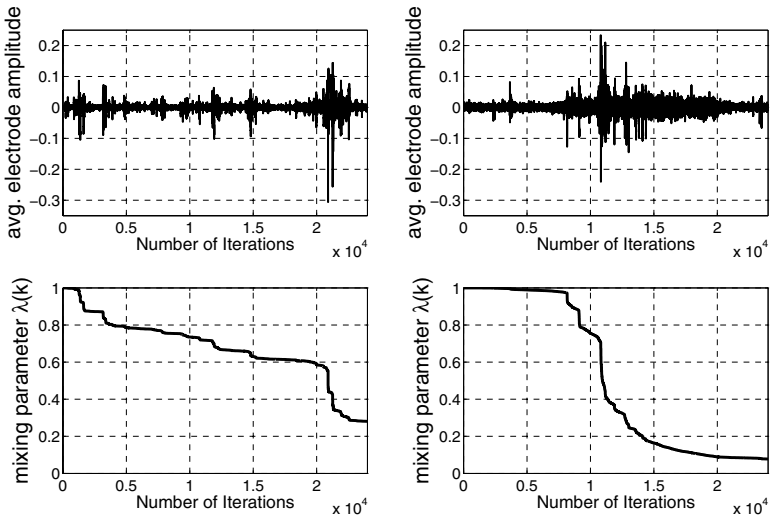 avg. electrode amplitude
0.2
0.1
0
−0.1
−0.2
−0.3
0 0.5 1 1.5 2
Number of Iterations
x 10^4
avg. electrode amplitude
0.2
0.1
0
−0.1
−0.2
−0.3
0 0.5 1 1.5 2
Number of Iterations
x 10^4
mixing parameter λ(k)
1
0.8
0.6
0.4
0.2
0
0 0.5 1 1.5 2
Number of Iterations
x 10^4
mixing parameter λ(k)
1
0.8
0.6
0.4
0.2
0
0 0.5 1 1.5 2
Number of Iterations
x 10^4